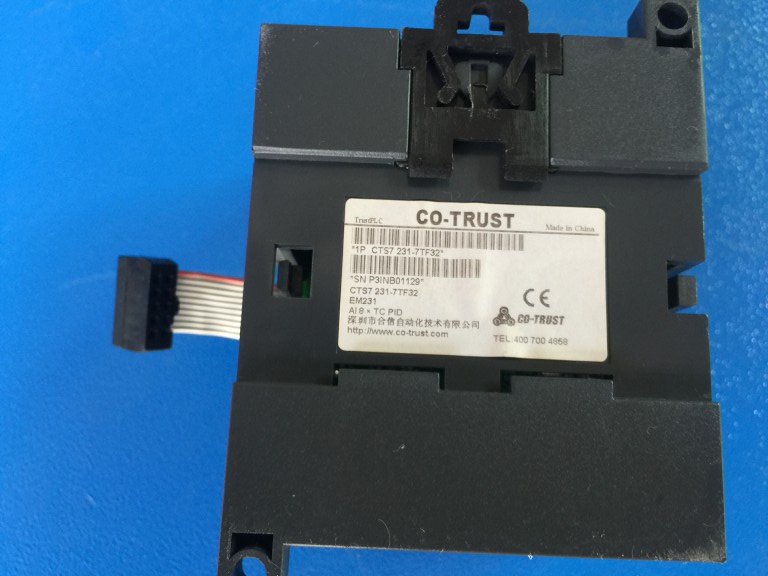 TrustPLC CO-TRUST Made in China
*1P CTS7 231-7TF32*
*SN P3INB01129*
CTS7 231-7TF32
EM231
AI 8 × TC PID
深圳市合信自动化技术有限公司
http://www.co-trust.com
CE
CO-TRUST
TEL:400 700 4868